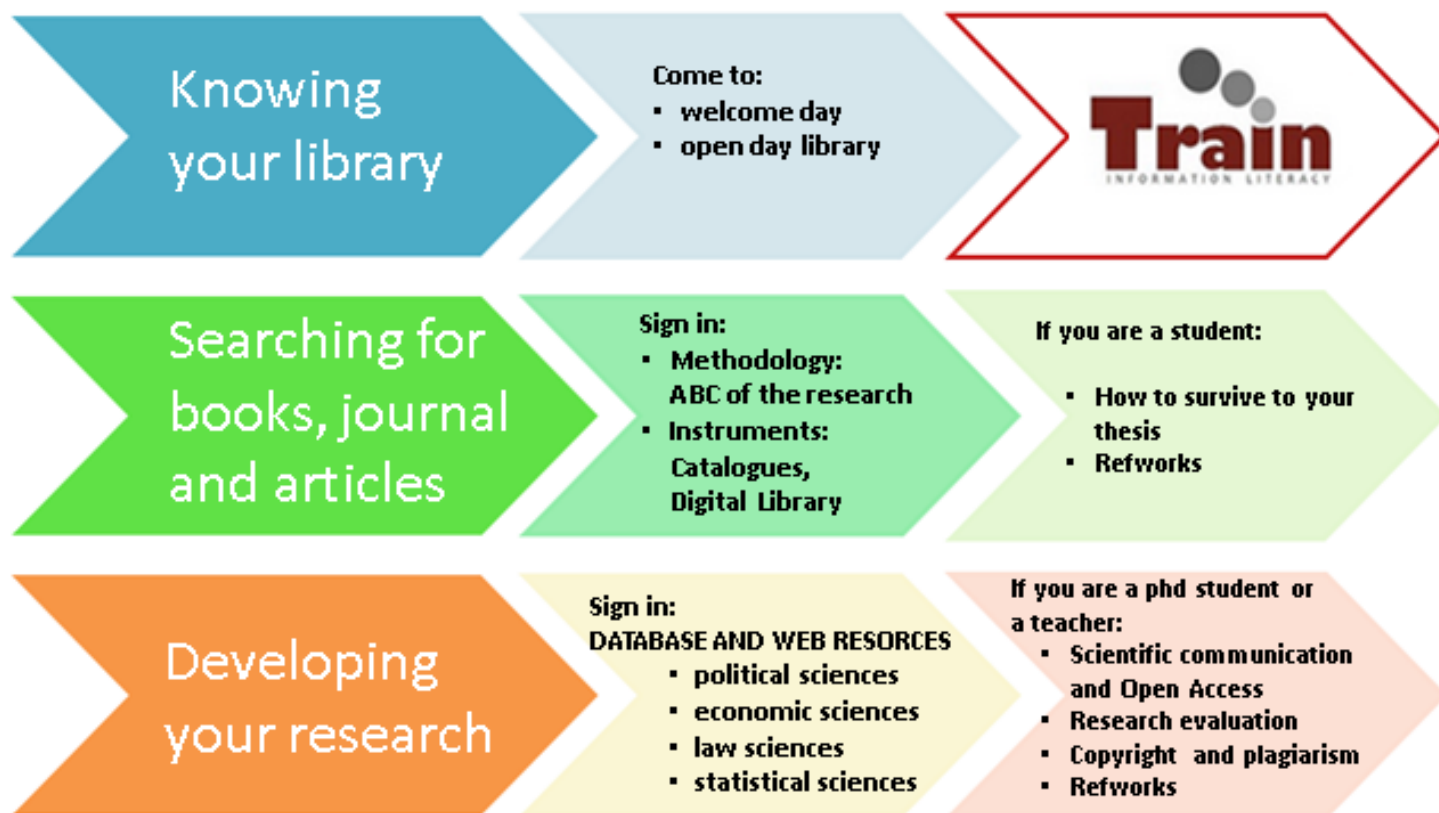 Knowing
your library
Come to:
▪ welcome day
▪ open day library
Train
INFORMATION LITERACY
Searching for
books, journal
and articles
Sign in:
▪ Methodology:
ABC of the research
▪ Instruments:
Catalogues,
Digital Library
If you are a student:
▪ How to survive to your
thesis
▪ Refworks
Developing
your research
Sign in:
DATABASE AND WEB RESORCES
▪ political sciences
▪ economic sciences
▪ law sciences
▪ statistical sciences
If you are a phd student or
a teacher:
▪ Scientific communication
and Open Access
▪ Research evaluation
▪ Copyright and plagiarism
▪ Refworks